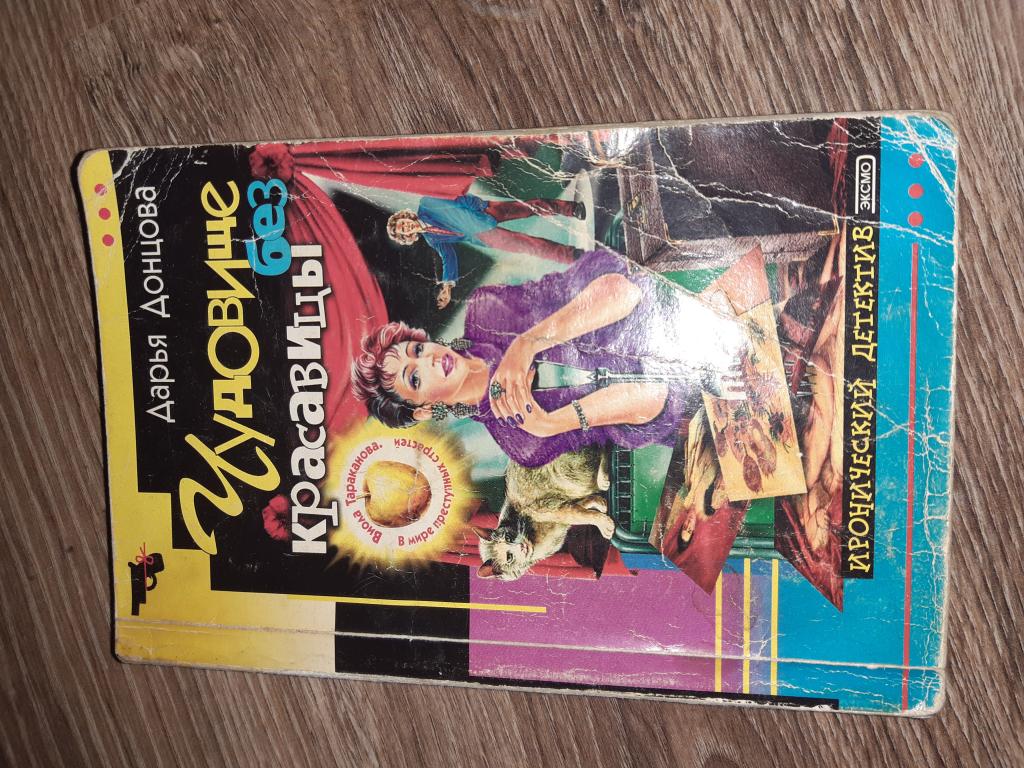 Дарья Донцова
Чудовище
без
красавицы
Виола Тараканова.
в мире преступных страстей
ИРОНИЧЕСКИЙ ДЕТЕКТИВ
ЭКСМО